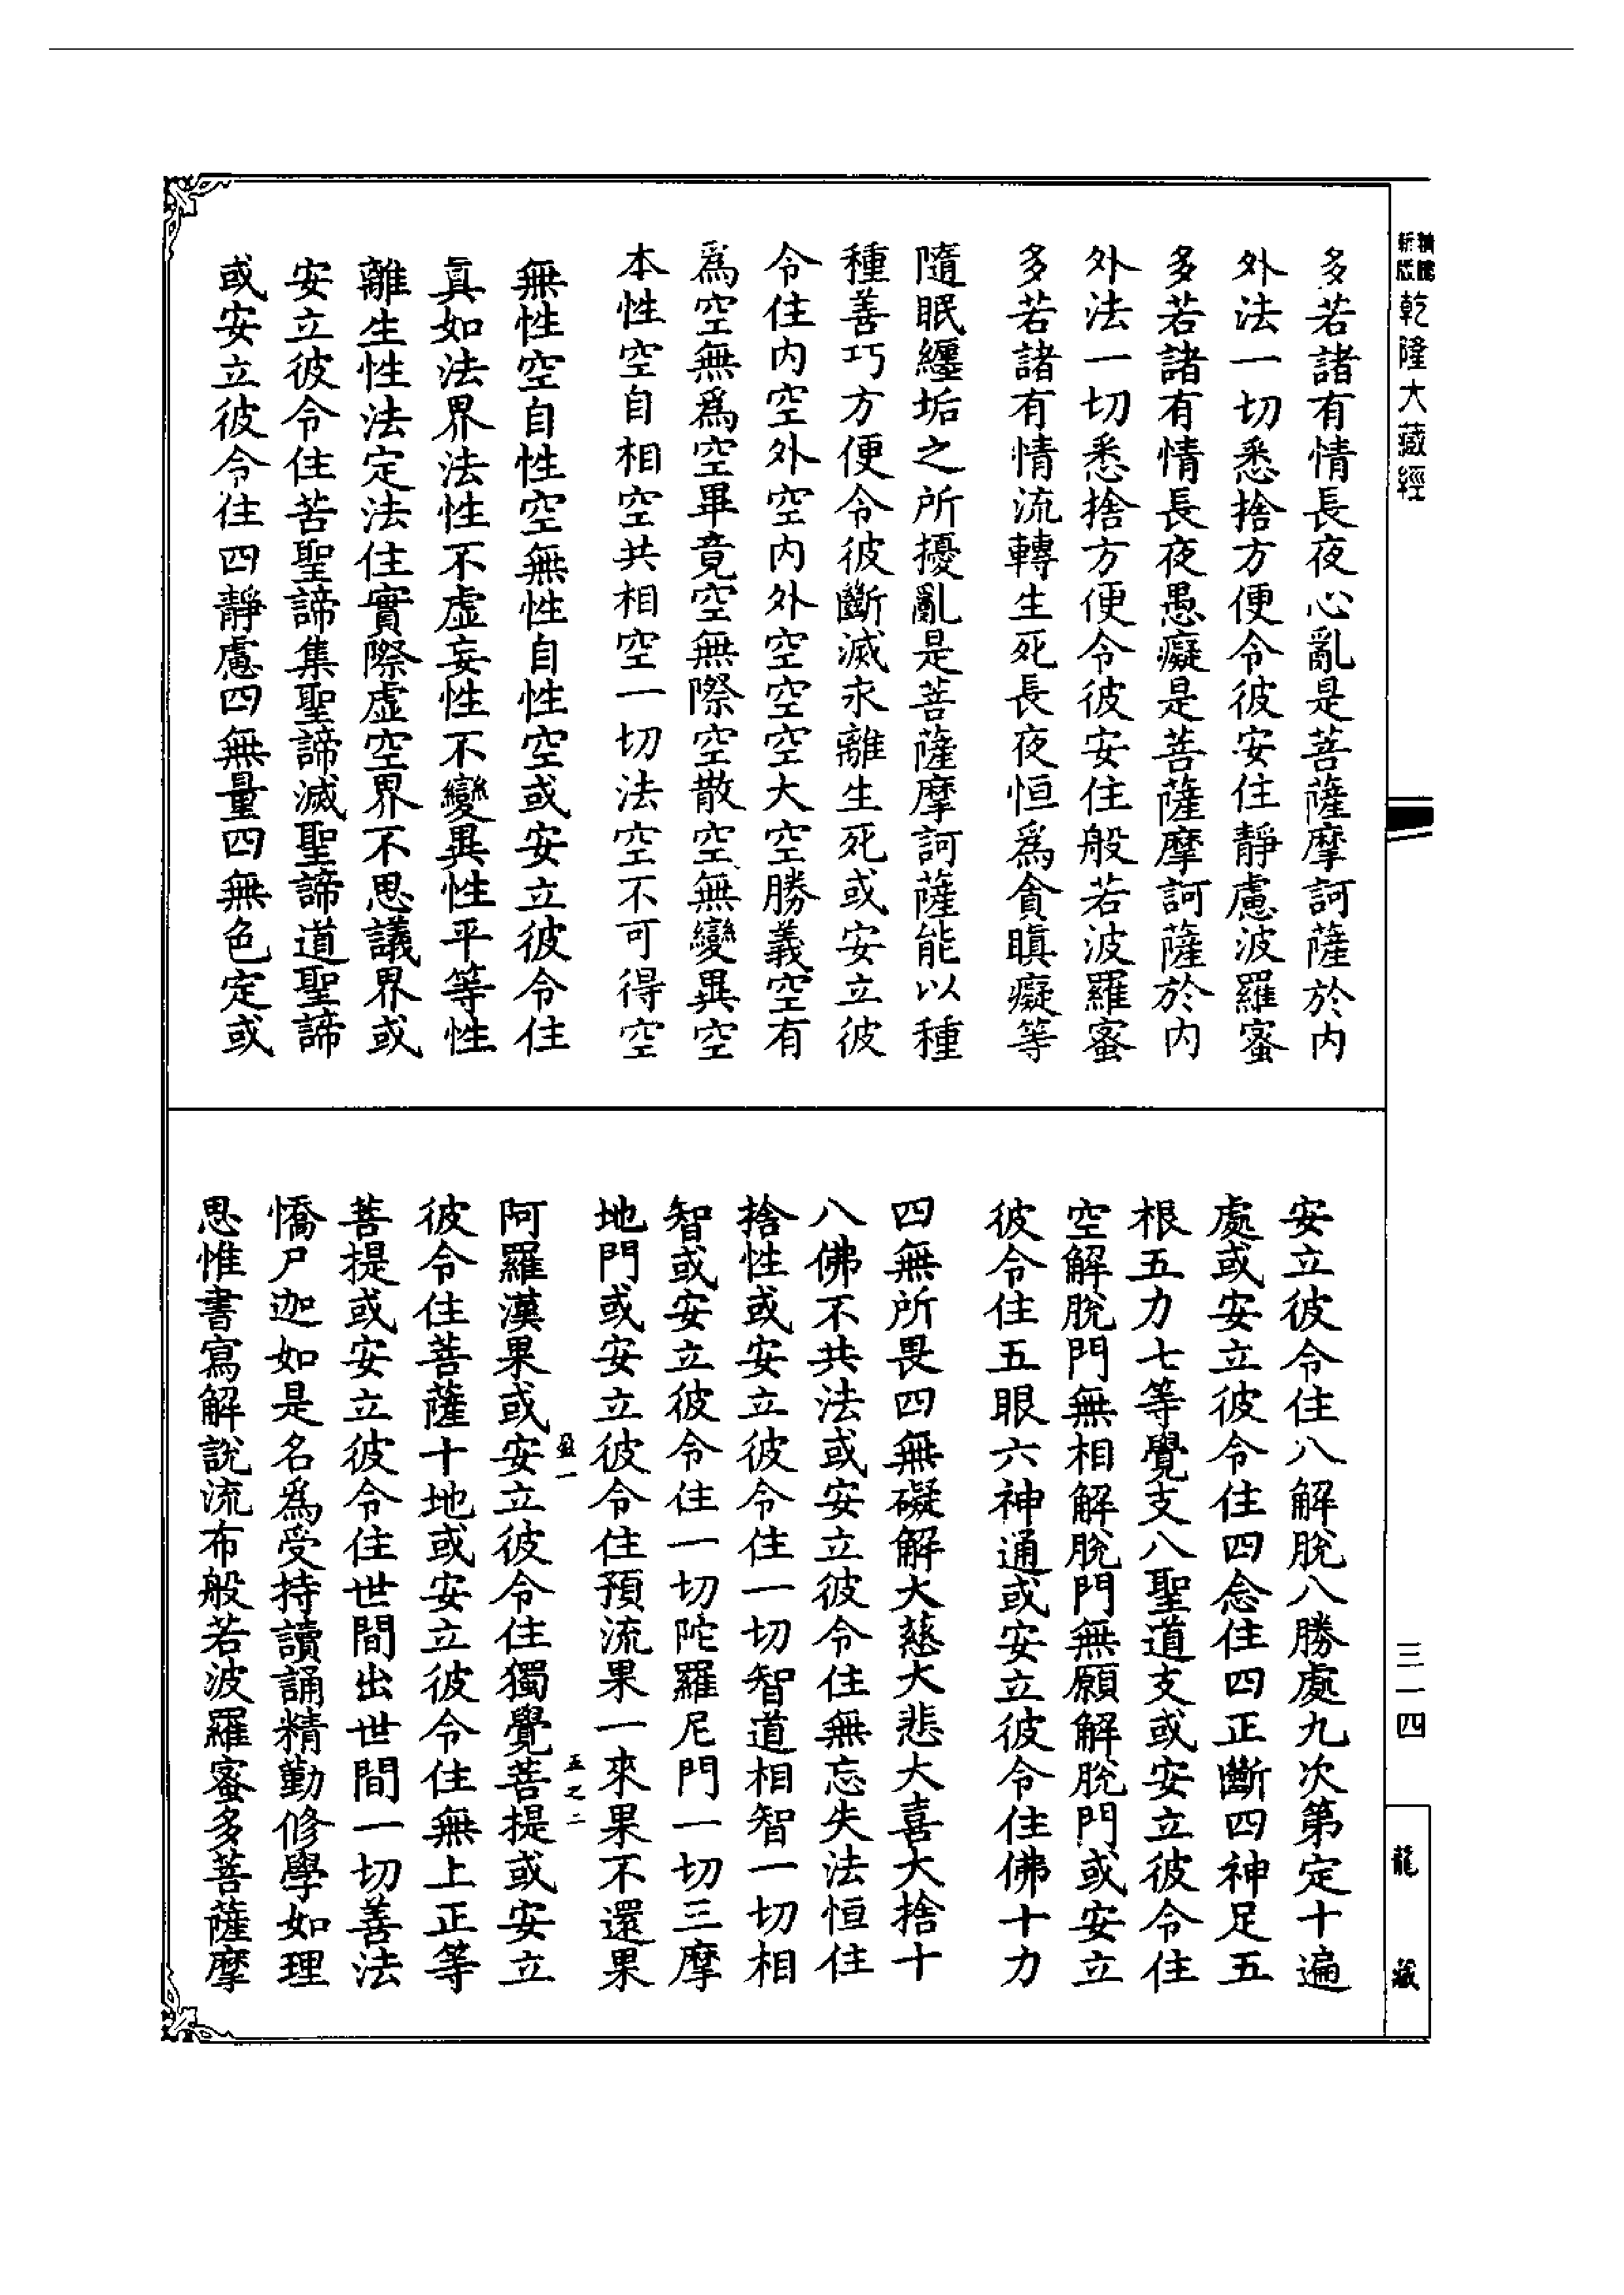 乾隆大藏經
多若諸有情長夜心亂是菩薩摩訶薩於內
外法一切悉捨方便令彼安住靜慮波羅蜜
多若諸有情長夜愚癡是菩薩摩訶薩於內
外法一切悉捨方便令彼安住般若波羅蜜
多若諸有情流轉生死長夜恒爲貪瞋癡等
隨眠纏垢之所擾亂是菩薩摩訶薩能以種
種善巧方便令彼斷滅永離生死或安立彼
令住內空外空內外空空空大空勝義空有
爲空無爲空畢竟空無際空散空無變異空
本性空自相空共相空一切法空不可得空
無性空自性空無性自性空或安立彼令住
眞如法界法性不虛妄性不變異性平等性
離生性法定法住實際虛空界不思議界或
安立彼令住苦聖諦集聖諦滅聖諦道聖諦
或安立彼令住四靜慮四無量四無色定或
安立彼令住八解脫八勝處九次第定十遍
處或安立彼令住四念住四正斷四神足五
根五力七等覺支八聖道支或安立彼令住
空解脫門無相解脫門無願解脫門或安立
彼令住五眼六神通或安立彼令住佛十力
四無所畏四無礙解大慈大悲大喜大捨十
八佛不共法或安立彼令住無忘失法恒住
捨性或安立彼令住一切智道相智一切相
智或安立彼令住一切陀羅尼門一切三摩
地門或安立彼令住預流果一來果不還果
盈一
五之二
阿羅漢果或安立彼令住獨覺菩提或安立
彼令住菩薩十地或安立彼令住無上正等
菩提或安立彼令住世間出世間一切善法
憍尸迦如是名爲受持讀誦精勤修學如理
思惟書寫解說流布般若波羅蜜多菩薩摩
三一四
龍藏